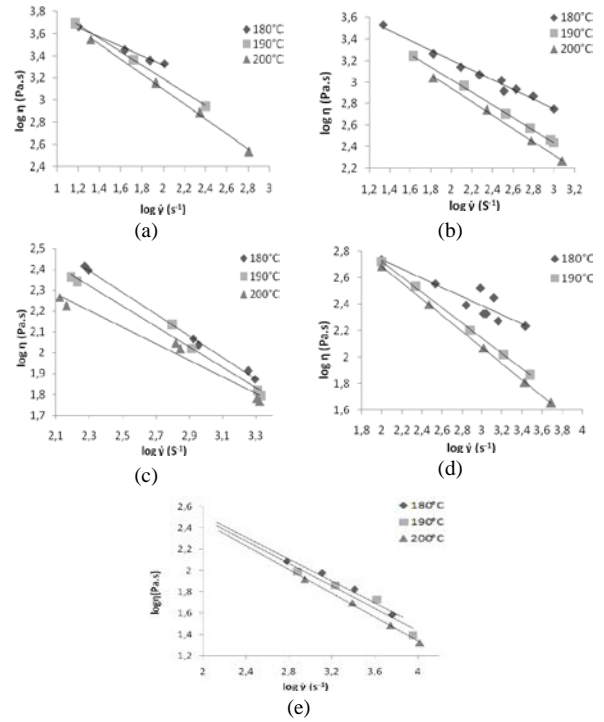 3,8
3,6
3,4
3,2
3
2,8
2,6
2,4
log η (Pa.s)
180°C
190°C
200°C
1 1,2 1,4 1,6 1,8 2 2,2 2,4 2,6 2,8 3
log γ̇ (s⁻¹)
(a)
3,6
3,4
3,2
3
2,8
2,6
2,4
2,2
log η (Pa.s)
180°C
190°C
200°C
1,2 1,4 1,6 1,8 2 2,2 2,4 2,6 2,8 3 3,2
log γ̇ (S⁻¹)
(b)
2,5
2,4
2,3
2,2
2,1
2
1,9
1,8
1,7
log η (Pa.s)
180°C
190°C
200°C
2,1 2,3 2,5 2,7 2,9 3,1 3,3
log γ̇ (S⁻¹)
(c)
2,8
2,6
2,4
2,2
2
1,8
1,6
log η (Pa.s)
180°C
190°C
2 2,2 2,4 2,6 2,8 3 3,2 3,4 3,6 3,8 4
log γ̇ (s⁻¹)
(d)
2,6
2,4
2,2
2
1,8
1,6
1,4
1,2
logη(Pa.s)
180°C
190°C
200°C
2 2,4 2,8 3,2 3,6 4
log γ̇ (s⁻¹)
(e)